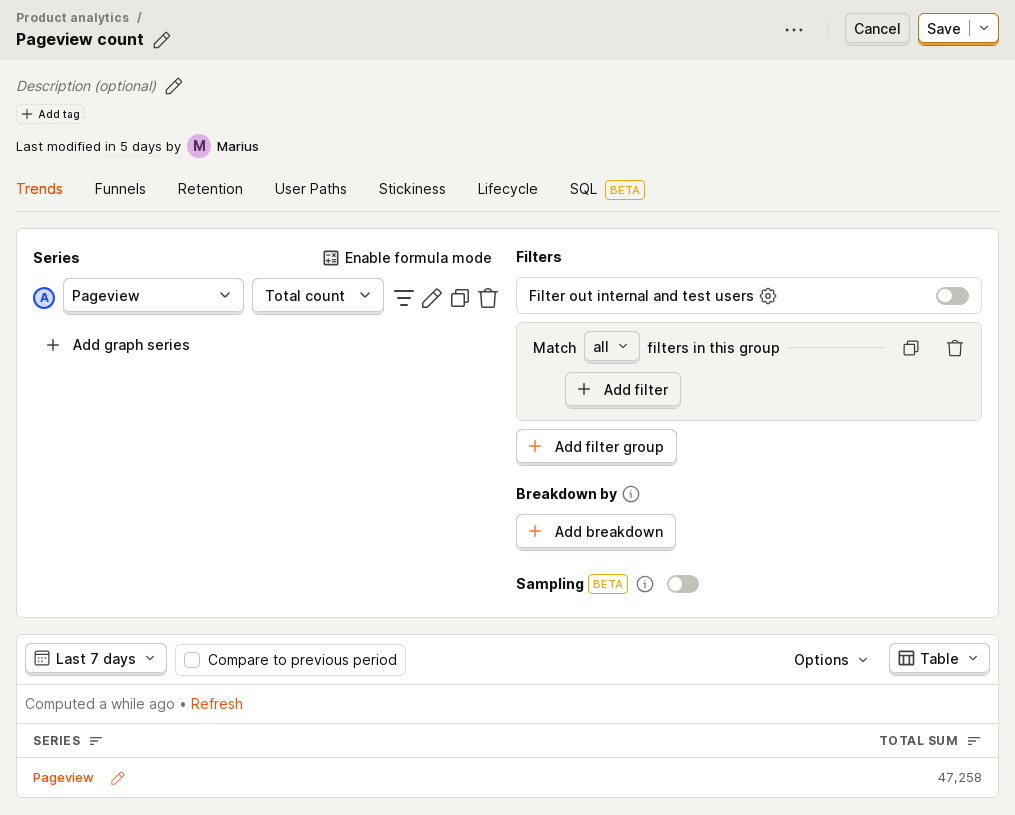 Product analytics /
Pageview count
Cancel
Save
Description (optional)
Add tag
Last modified in 5 days by M Marius
Trends Funnels Retention User Paths Stickiness Lifecycle SQL BETA
Series
Enable formula mode
A Pageview Total count
Add graph series
Filters
Filter out internal and test users
Match all filters in this group
Add filter
Add filter group
Breakdown by
Add breakdown
Sampling BETA
Last 7 days Compare to previous period Options Table
Computed a while ago • Refresh
SERIES TOTAL SUM
Pageview 47,258